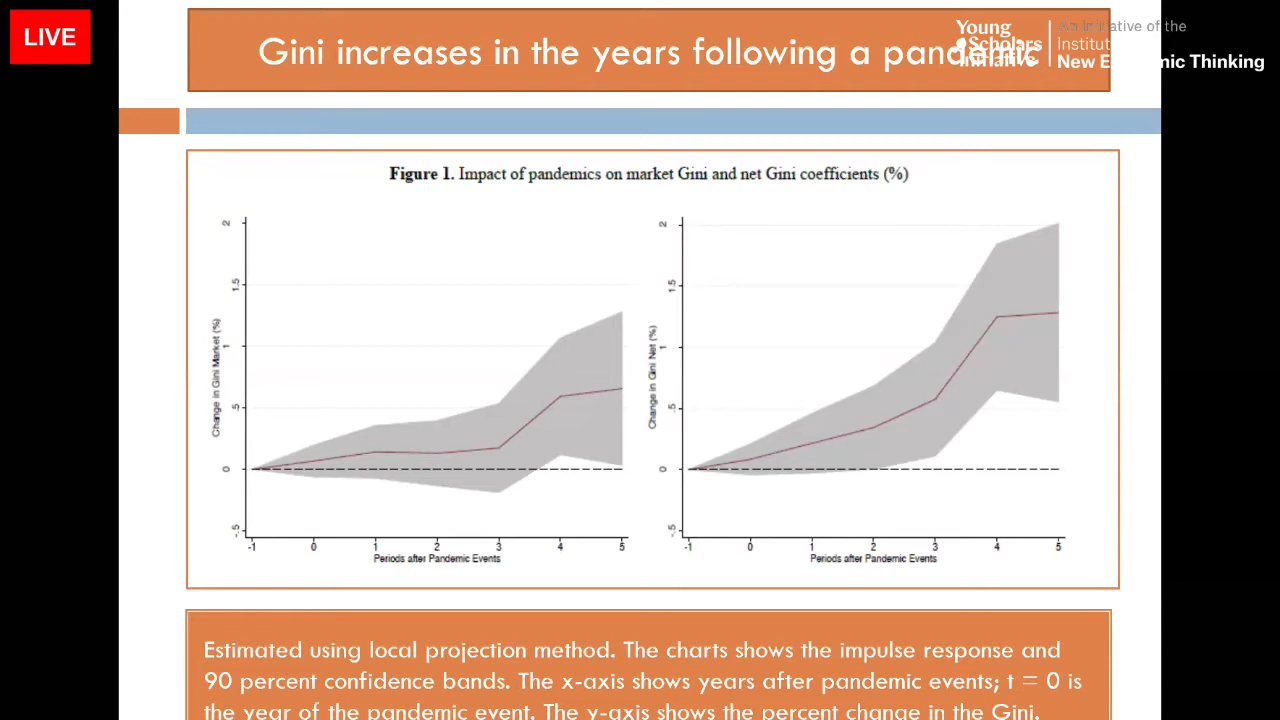 LIVE
Gini increases in the years following a pandemic
Young Scholars Initiative
An initiative of the
Institute
New Economic Thinking
Figure 1. Impact of pandemics on market Gini and net Gini coefficients (%)
Change in Gini Market (%)
2
1.5
1
.5
0
-.5
-1 0 1 2 3 4 5
Periods after Pandemic Events
Change in Gini Net (%)
2
1.5
1
.5
0
-.5
-1 0 1 2 3 4 5
Periods after Pandemic Events
Estimated using local projection method. The charts shows the impulse response and
90 percent confidence bands. The x-axis shows years after pandemic events; t = 0 is
the year of the pandemic event. The y-axis shows the percent change in the Gini.